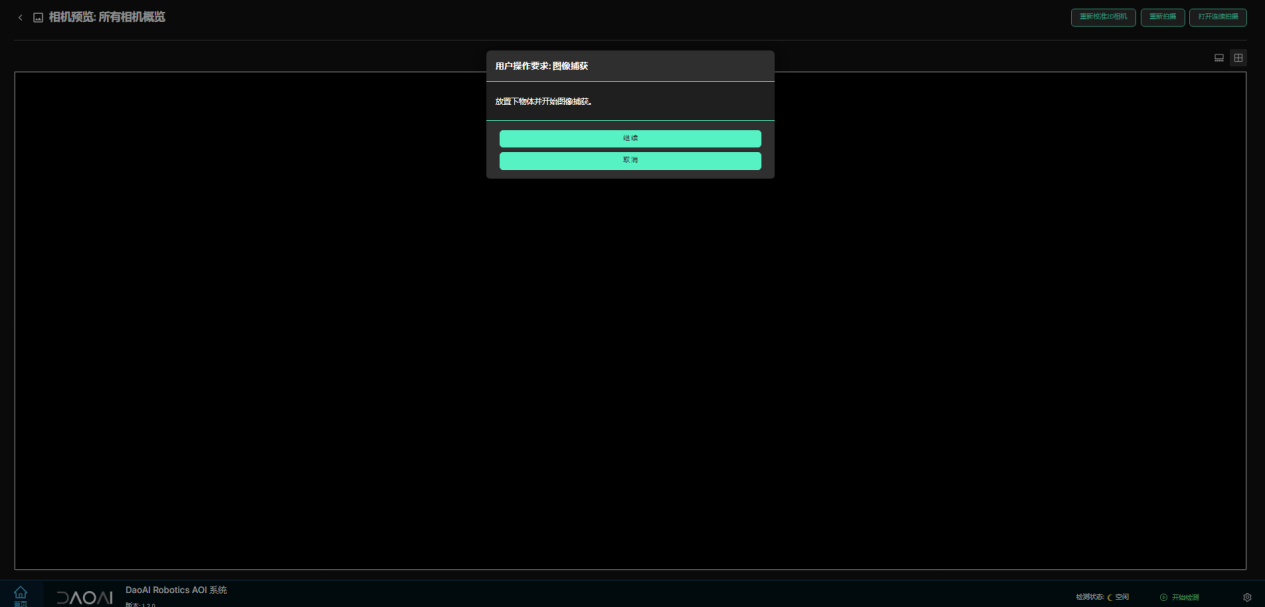 相机预览: 所有相机概览
重新校准2D相机
重新拍摄
打开连续拍摄
用户操作要求: 图像捕获
放置下物体并开始图像捕获。
继续
取消
首页
DAOAI
DaoAI Robotics AOI 系统
版本: 1.2.0
检测状态: 空闲
开始检测